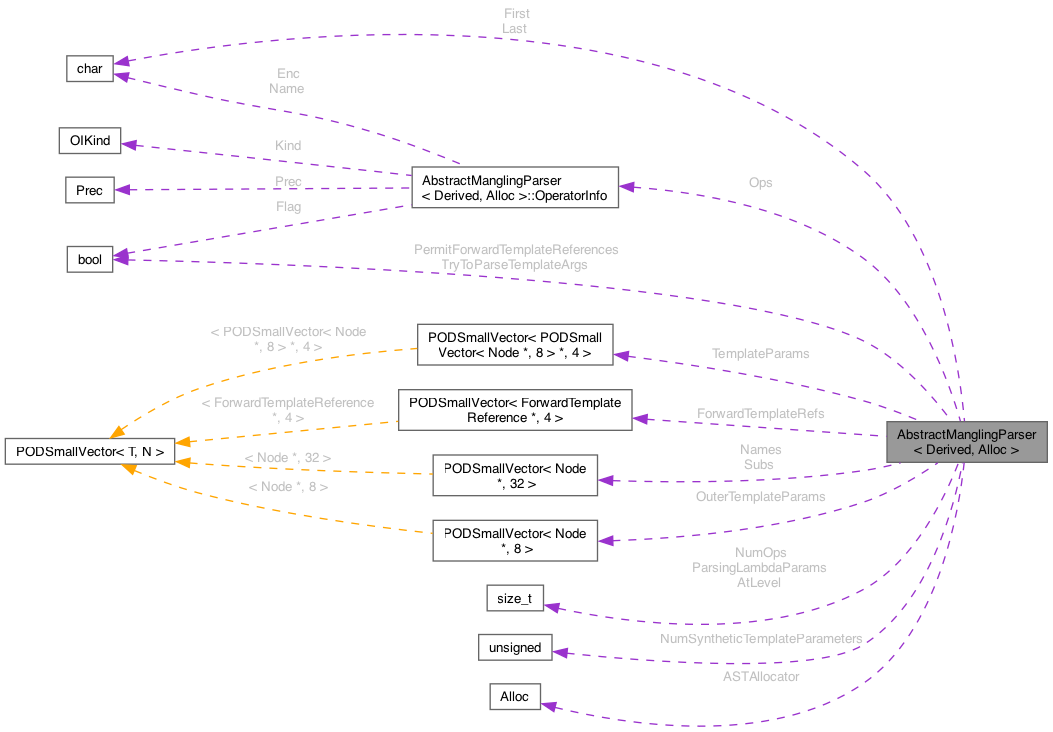 First
Last
char
Enc
Name
OIKind
Kind
AbstractManglingParser
< Derived, Alloc >::OperatorInfo
Prec
Prec
Ops
Flag
bool
PermitForwardTemplateReferences
TryToParseTemplateArgs
< PODSmallVector< Node
*, 8 > *, 4 >
PODSmallVector< PODSmall
Vector< Node *, 8 > *, 4 >
TemplateParams
< ForwardTemplateReference
*, 4 >
PODSmallVector< ForwardTemplate
Reference *, 4 >
ForwardTemplateRefs
AbstractManglingParser
< Derived, Alloc >
PODSmallVector< T, N >
< Node *, 32 >
PODSmallVector< Node
*, 32 >
Names
Subs
< Node *, 8 >
OuterTemplateParams
PODSmallVector< Node
*, 8 >
NumOps
ParsingLambdaParams
AtLevel
size_t
unsigned
NumSyntheticTemplateParameters
ASTAllocator
Alloc